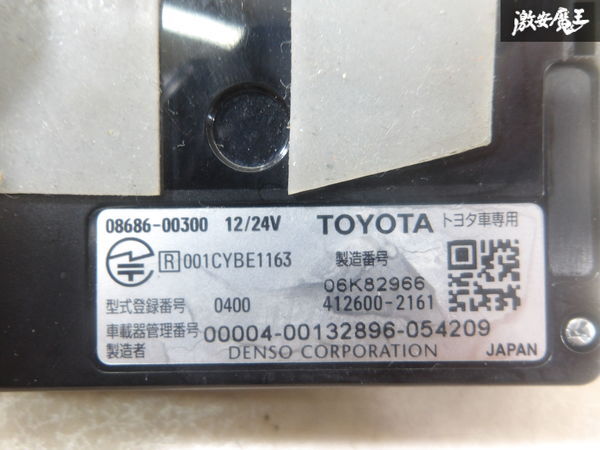 激安魔王
08686-00300 12/24V TOYOTA トヨタ車専用
R 001CYBE1163 製造番号
06K82966
型式登録番号 0400 412600-2161
車載器管理番号 00004-00132896-054209
製造者 DENSO CORPORATION JAPAN